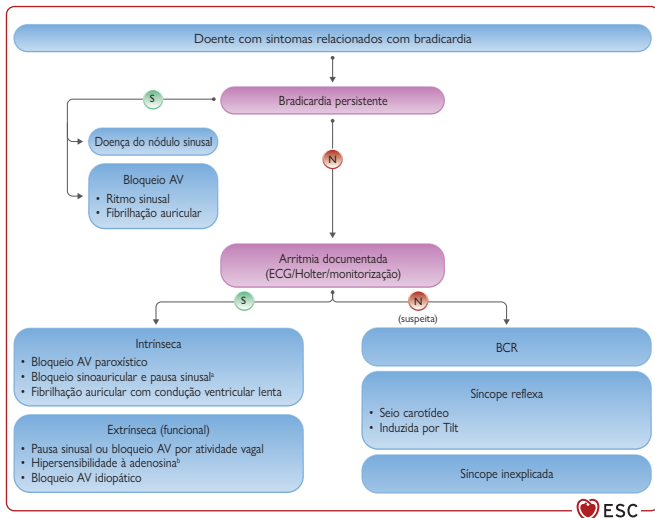 Doente com sintomas relacionados com bradicardia
S
Bradicardia persistente
Doença do nódulo sinusal
N
Bloqueio AV
• Ritmo sinusal
• Fibrilhação auricular
Arritmia documentada
(ECG/Holter/monitorização)
S
N
(suspeita)
Intrínseca
• Bloqueio AV paroxístico
• Bloqueio sinoauricular e pausa sinusalª
• Fibrilhação auricular com condução ventricular lenta
BCR
Síncope reflexa
• Seio carotídeo
• Induzida por Tilt
Extrínseca (funcional)
• Pausa sinusal ou bloqueio AV por atividade vagal
• Hipersensibilidade à adenosinaᵇ
• Bloqueio AV idiopático
Síncope inexplicada
ESC